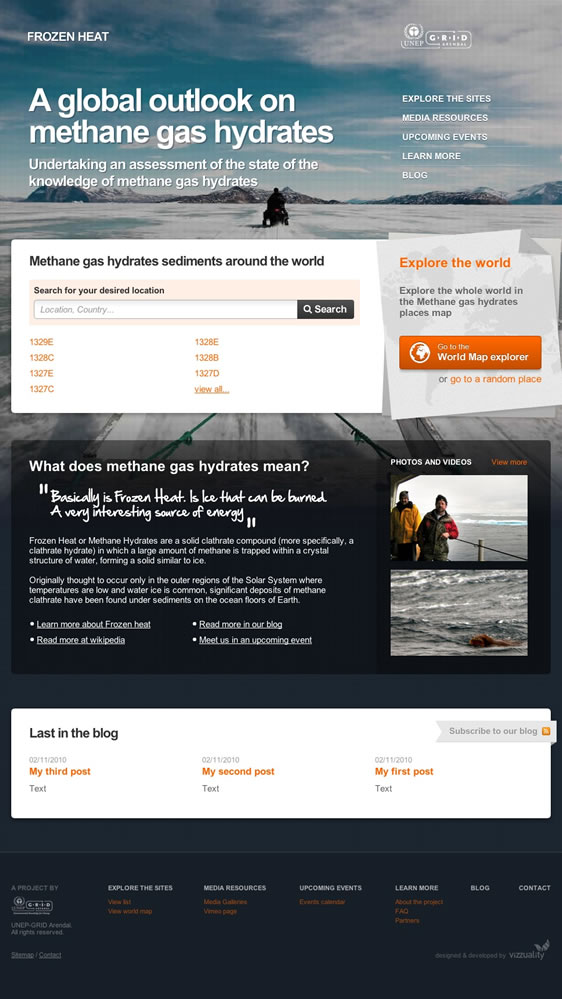 FROZEN HEAT
UNEP
G·R·I·D
ARENDAL
A global outlook on
methane gas hydrates
Undertaking an assessment of the state of the
knowledge of methane gas hydrates
EXPLORE THE SITES
MEDIA RESOURCES
UPCOMING EVENTS
LEARN MORE
BLOG
Methane gas hydrates sediments around the world
Search for your desired location
Location, Country...
Search
1329E
1328E
1328C
1328B
1327E
1327D
1327C
view all...
Explore the world
Explore the whole world in
the Methane gas hydrates
places map
Go to the
World Map explorer
or go to a random place
What does methane gas hydrates mean?
"Basically is Frozen Heat. Is Ice that can be burned.
A very interesting source of energy"
Frozen Heat or Methane Hydrates are a solid clathrate compound (more specifically, a
clathrate hydrate) in which a large amount of methane is trapped within a crystal
structure of water, forming a solid similar to ice.
Originally thought to occur only in the outer regions of the Solar System where
temperatures are low and water ice is common, significant deposits of methane
clathrate have been found under sediments on the ocean floors of Earth.
• Learn more about Frozen heat
• Read more in our blog
• Read more at wikipedia
• Meet us in an upcoming event
PHOTOS AND VIDEOS
View more
Last in the blog
Subscribe to our blog
02/11/2010
My third post
Text
02/11/2010
My second post
Text
02/11/2010
My first post
Text
A PROJECT BY
G·R·I·D
UNEP-GRID Arendal.
All rights reserved.
Sitemap / Contact
EXPLORE THE SITES
View list
View world map
MEDIA RESOURCES
Media Galleries
Vimeo page
UPCOMING EVENTS
Events calendar
LEARN MORE
About the project
FAQ
Partners
BLOG
CONTACT
designed & developed by vizzuality